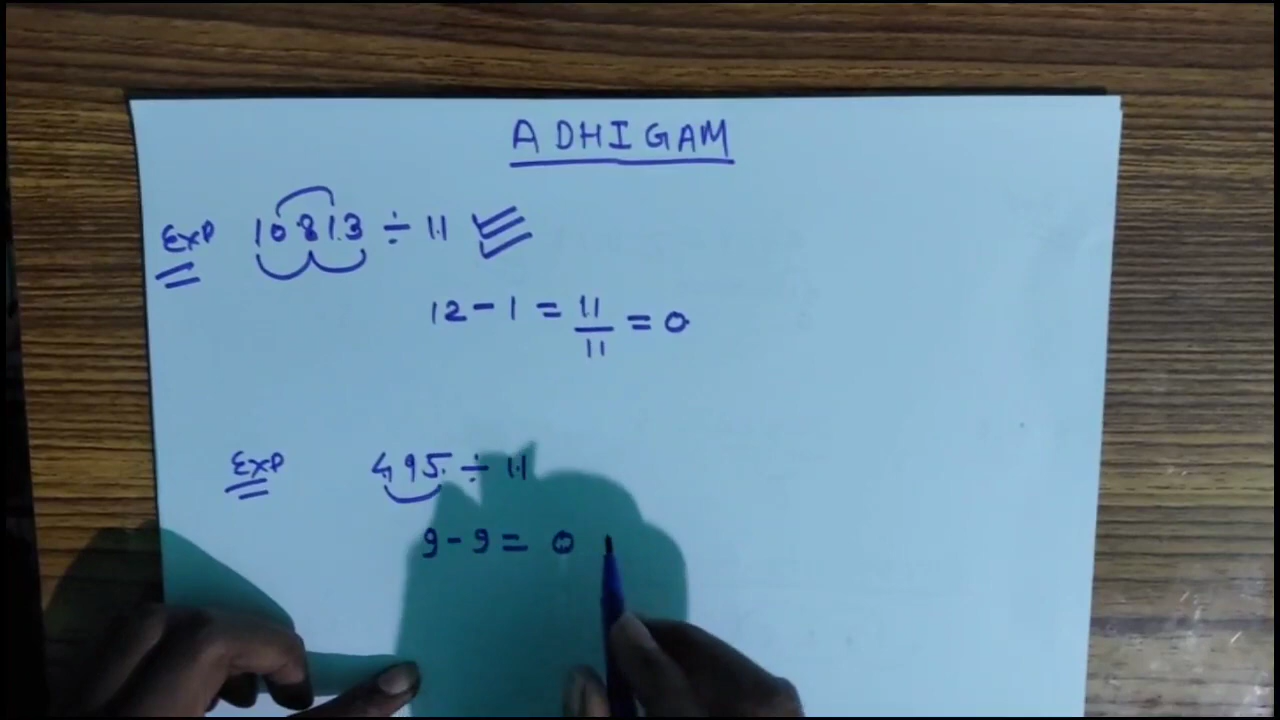 ADHIGAM
Exp 10813 ÷ 11
12 - 1 = 11/11 = 0
Exp 495 ÷ 11
9 - 9 = 0